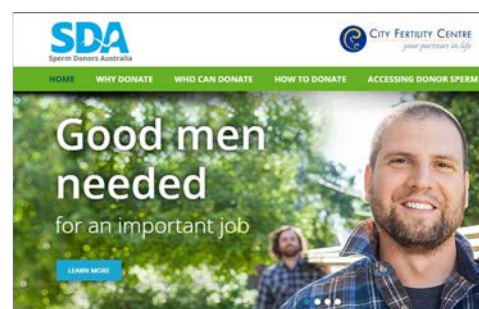 SDA
Sperm Donors Australia
CITY FERTILITY CENTRE
your partners in life
HOME WHY DONATE WHO CAN DONATE HOW TO DONATE ACCESSING DONOR SPERM
Good men
needed
for an important job
LEARN MORE